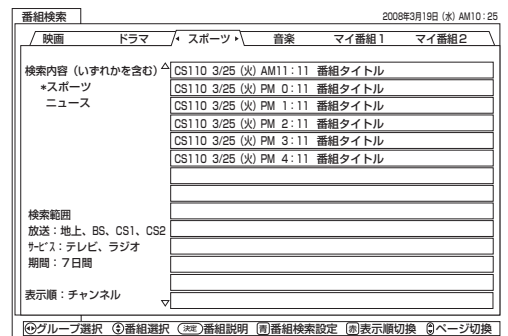 番組検索
2008年3月19日 (水) AM10:25
映画 ドラマ スポーツ 音楽 マイ番組1 マイ番組2
検索内容 (いずれかを含む)
*スポーツ
ニュース
CS110 3/25 (火) AM11:11 番組タイトル
CS110 3/25 (火) PM 0:11 番組タイトル
CS110 3/25 (火) PM 1:11 番組タイトル
CS110 3/25 (火) PM 2:11 番組タイトル
CS110 3/25 (火) PM 3:11 番組タイトル
CS110 3/25 (火) PM 4:11 番組タイトル
検索範囲
放送：地上、BS、CS1、CS2
ｻｰﾋﾞｽ：テレビ、ラジオ
期間：7日間
表示順：チャンネル
グループ選択 番組選択 決定 番組説明 青 番組検索設定 赤 表示順切換 ページ切換